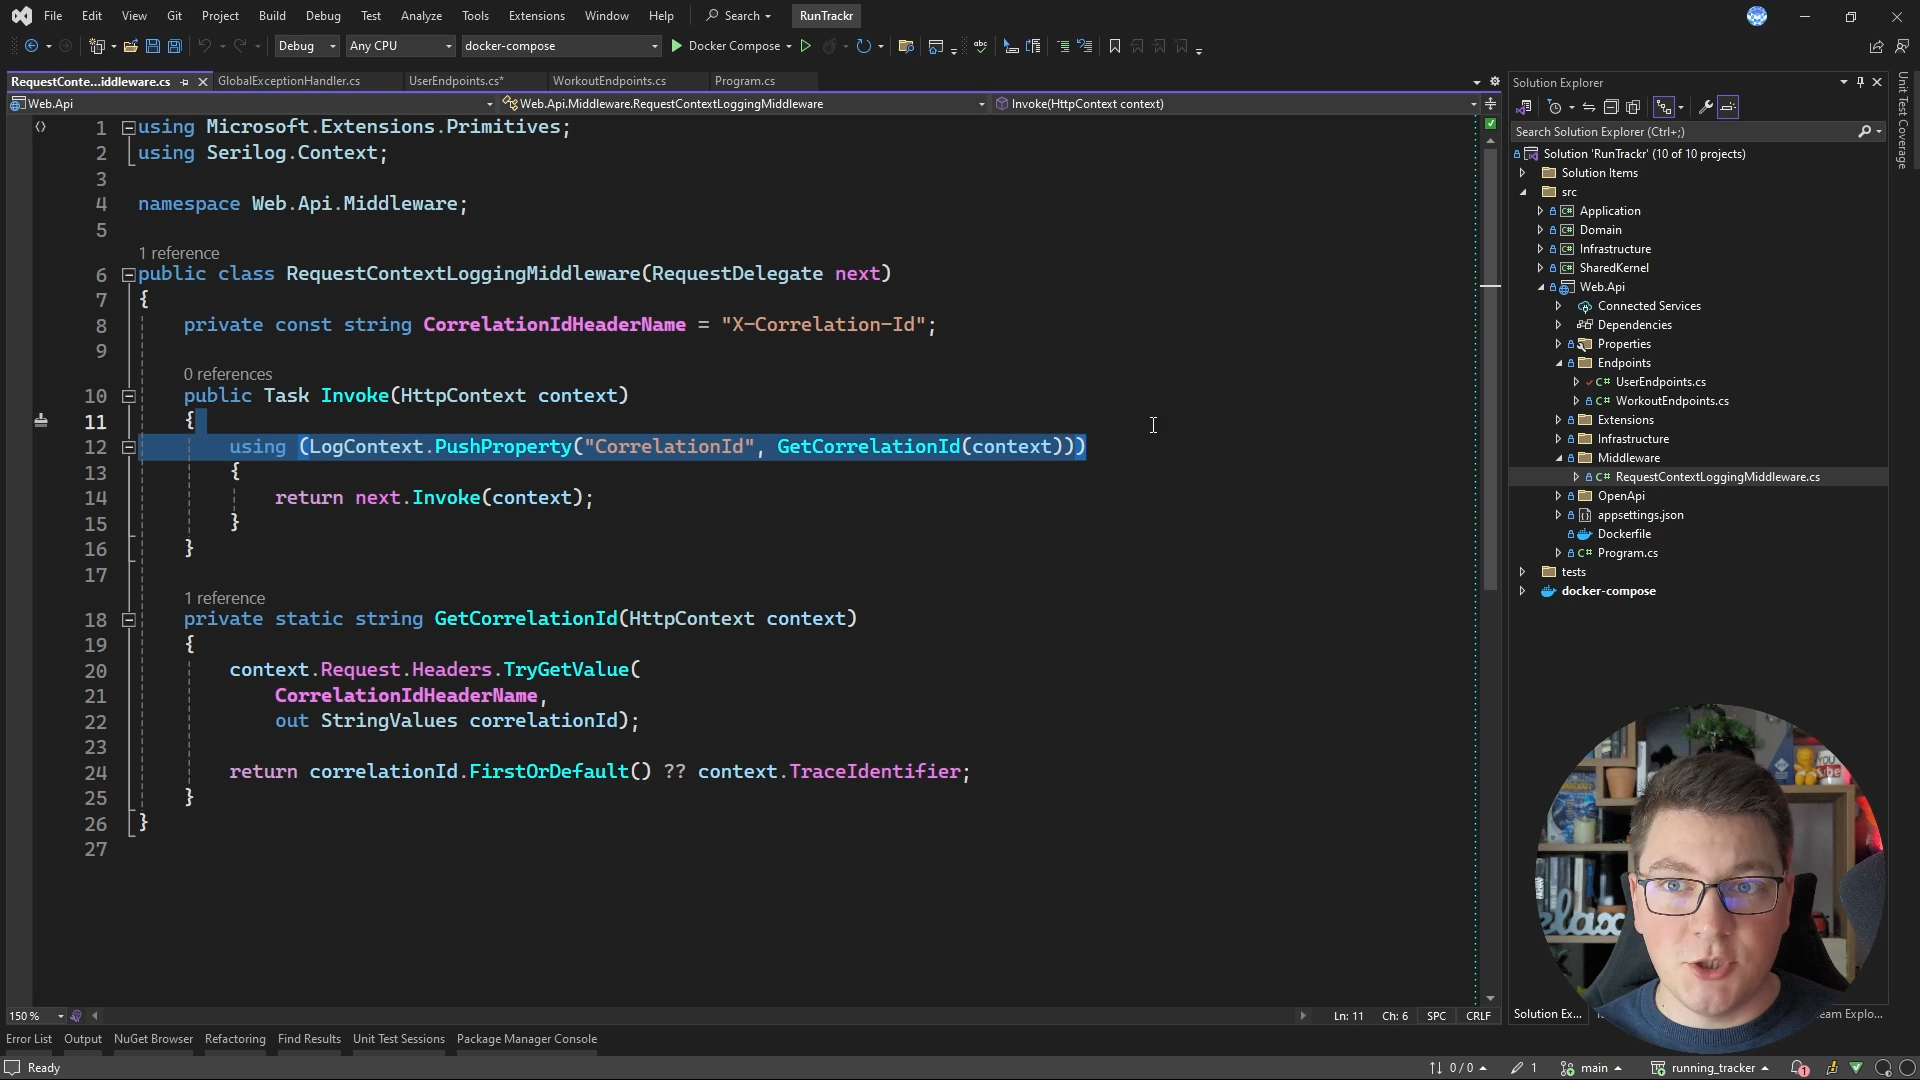 File Edit View Git Project Build Debug Test Analyze Tools Extensions Window Help Search RunTrackr
Debug Any CPU docker-compose Docker Compose
RequestConte...iddleware.cs GlobalExceptionHandler.cs UserEndpoints.cs* WorkoutEndpoints.cs Program.cs
Web.Api Web.Api.Middleware.RequestContextLoggingMiddleware Invoke(HttpContext context)
1 using Microsoft.Extensions.Primitives;
2 using Serilog.Context;
3
4 namespace Web.Api.Middleware;
5
1 reference
6 public class RequestContextLoggingMiddleware(RequestDelegate next)
7 {
8 private const string CorrelationIdHeaderName = "X-Correlation-Id";
9
0 references
10 public Task Invoke(HttpContext context)
11 {
12 using (LogContext.PushProperty("CorrelationId", GetCorrelationId(context)))
13 {
14 return next.Invoke(context);
15 }
16 }
17
1 reference
18 private static string GetCorrelationId(HttpContext context)
19 {
20 context.Request.Headers.TryGetValue(
21 CorrelationIdHeaderName,
22 out StringValues correlationId);
23
24 return correlationId.FirstOrDefault() ?? context.TraceIdentifier;
25 }
26 }
27
150 % Ln: 11 Ch: 6 SPC CRLF
Solution Explorer
Search Solution Explorer (Ctrl+;)
Solution 'RunTrackr' (10 of 10 projects)
Solution Items
src
Application
Domain
Infrastructure
SharedKernel
Web.Api
Connected Services
Dependencies
Properties
Endpoints
UserEndpoints.cs
WorkoutEndpoints.cs
Extensions
Infrastructure
Middleware
RequestContextLoggingMiddleware.cs
OpenApi
appsettings.json
Dockerfile
Program.cs
tests
docker-compose
Unit Test Coverage
Solution Ex...
eam Explo...
Error List Output NuGet Browser Refactoring Find Results Unit Test Sessions Package Manager Console
Ready 0 / 0 1 main running_tracker 1